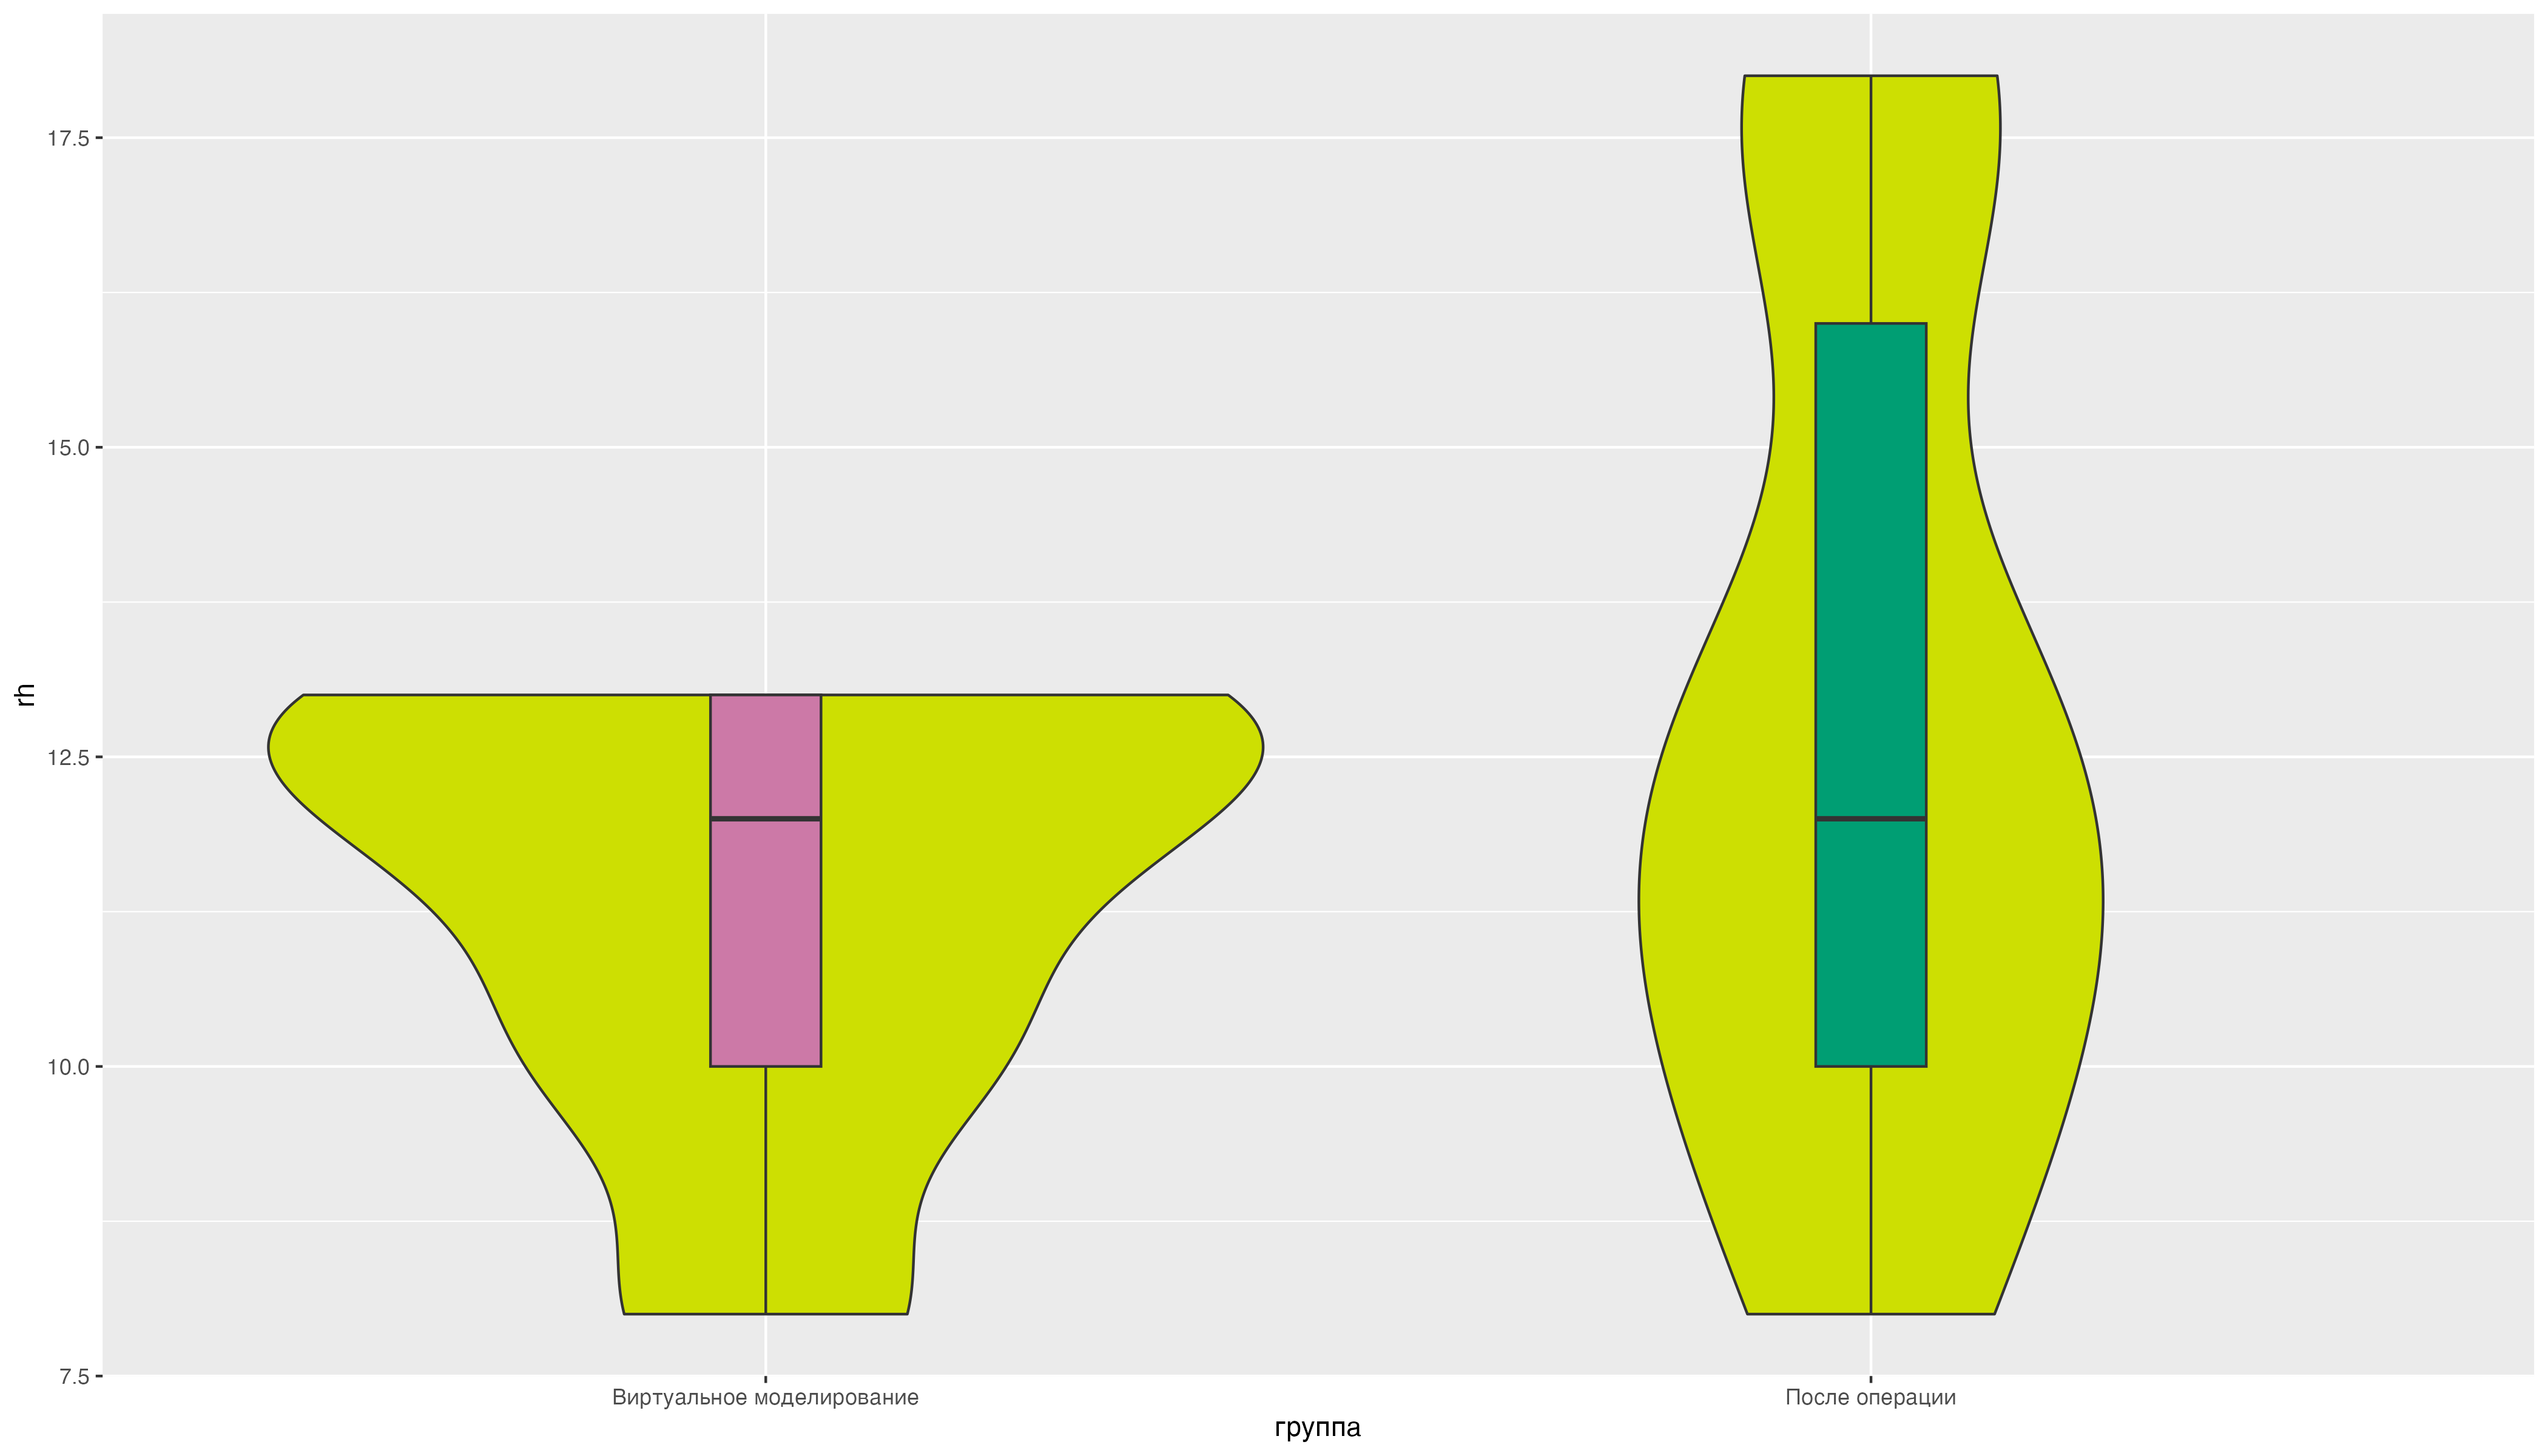 17.5
15.0
12.5
10.0
7.5
rh
Виртуальное моделирование
После операции
группа